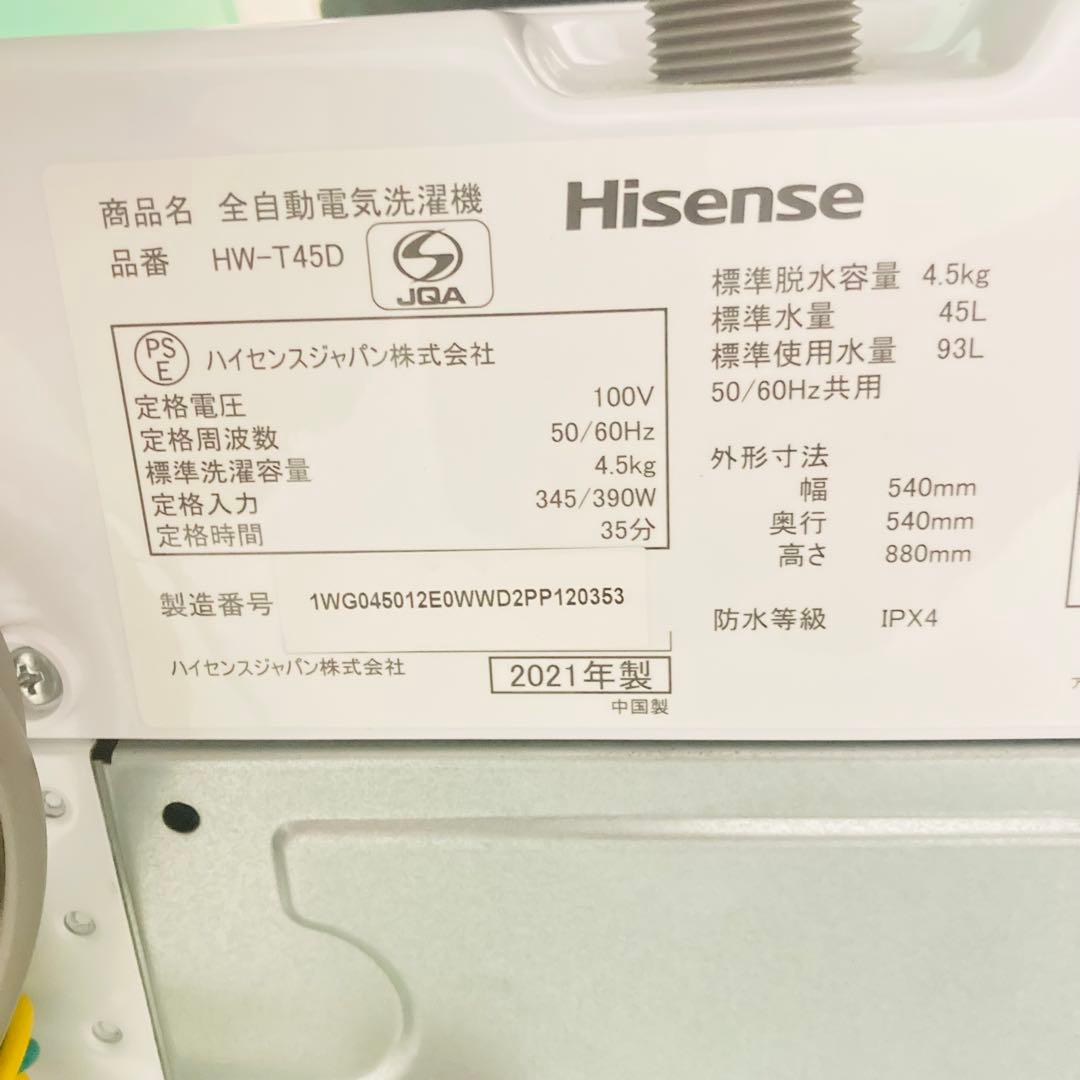 商品名 全自動電気洗濯機
Hisense
品番 HW-T45D
JQA
PS
E
ハイセンスジャパン株式会社
定格電圧 100V
定格周波数 50/60Hz
標準洗濯容量 4.5kg
定格入力 345/390W
定格時間 35分
製造番号 1WG045012E0WWD2PP120353
ハイセンスジャパン株式会社
2021年製
中国製
標準脱水容量 4.5kg
標準水量 45L
標準使用水量 93L
50/60Hz共用
外形寸法
幅 540mm
奥行 540mm
高さ 880mm
防水等級 IPX4